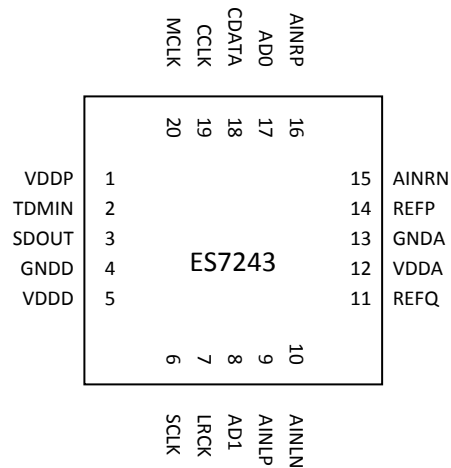 MCLK CCLK CDATA AD0 AINRP
20 19 18 17 16
VDDP 1 15 AINRN
TDMIN 2 14 REFP
SDOUT 3 13 GNDA
GNDD 4 ES7243 12 VDDA
VDDD 5 11 REFQ
6 7 8 9 10
SCLK LRCK AD1 AINLP AINLN